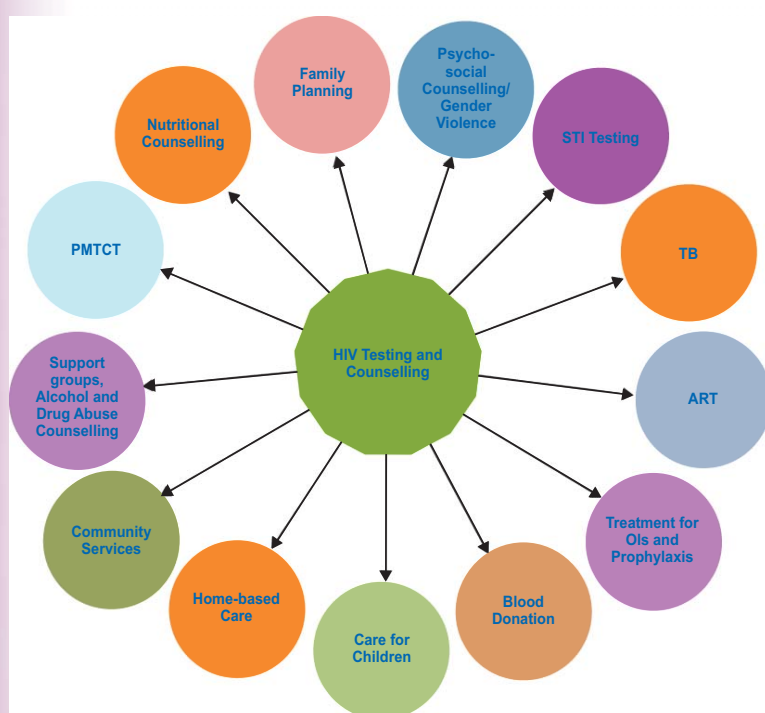 Family
Planning
Psycho-
social
Counselling/
Gender
Violence
Nutritional
Counselling
STI Testing
PMTCT
TB
HIV Testing and
Counselling
Support
groups,
Alcohol and
Drug Abuse
Counselling
ART
Community
Services
Treatment for
OIs and
Prophylaxis
Home-based
Care
Blood
Donation
Care for
Children